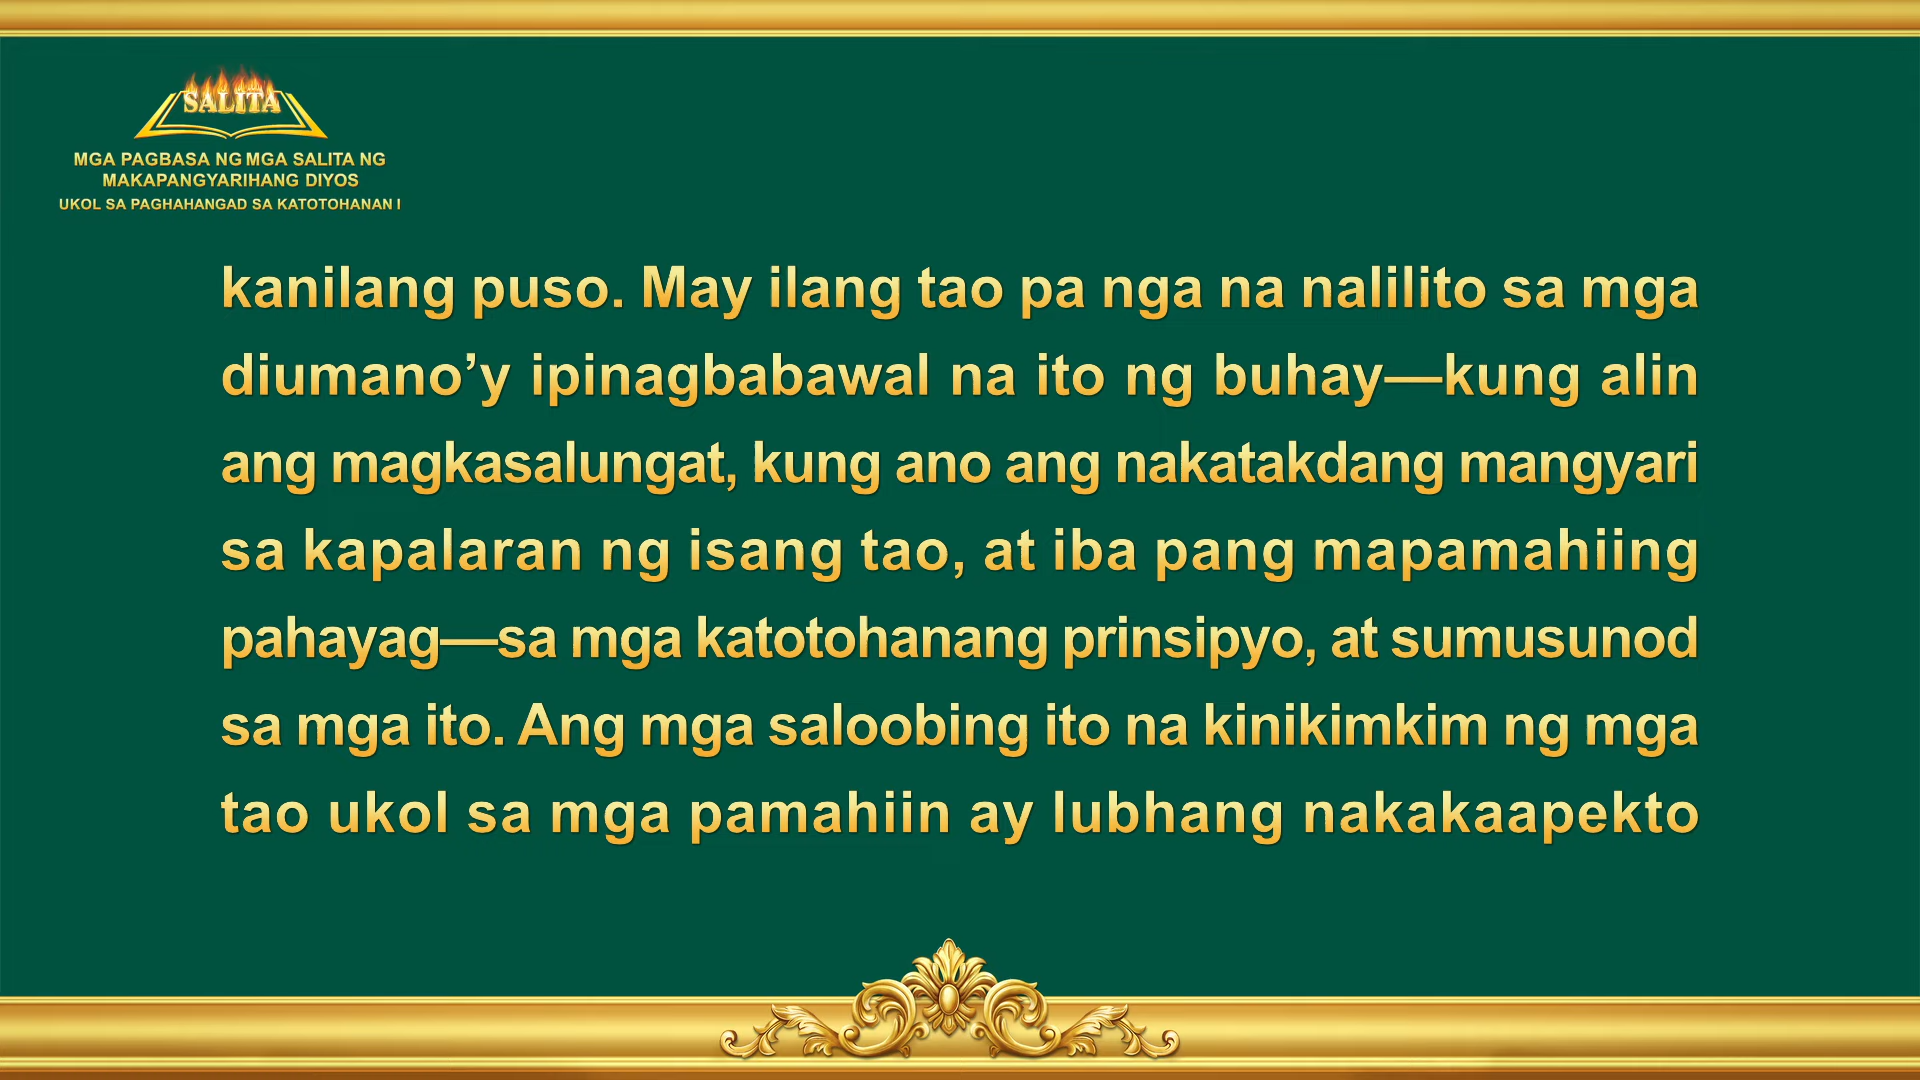 SALITA
MGA PAGBASA NG MGA SALITA NG
MAKAPANGYARIHANG DIYOS
UKOL SA PAGHAHANGAD SA KATOTOHANAN I
kanilang puso. May ilang tao pa nga na nalilito sa mga
diumano’y ipinagbabawal na ito ng buhay—kung alin
ang magkasalungat, kung ano ang nakatakdang mangyari
sa kapalaran ng isang tao, at iba pang mapamahiing
pahayag—sa mga katotohanang prinsipyo, at sumusunod
sa mga ito. Ang mga saloobing ito na kinikimkim ng mga
tao ukol sa mga pamahiin ay lubhang nakakaapekto